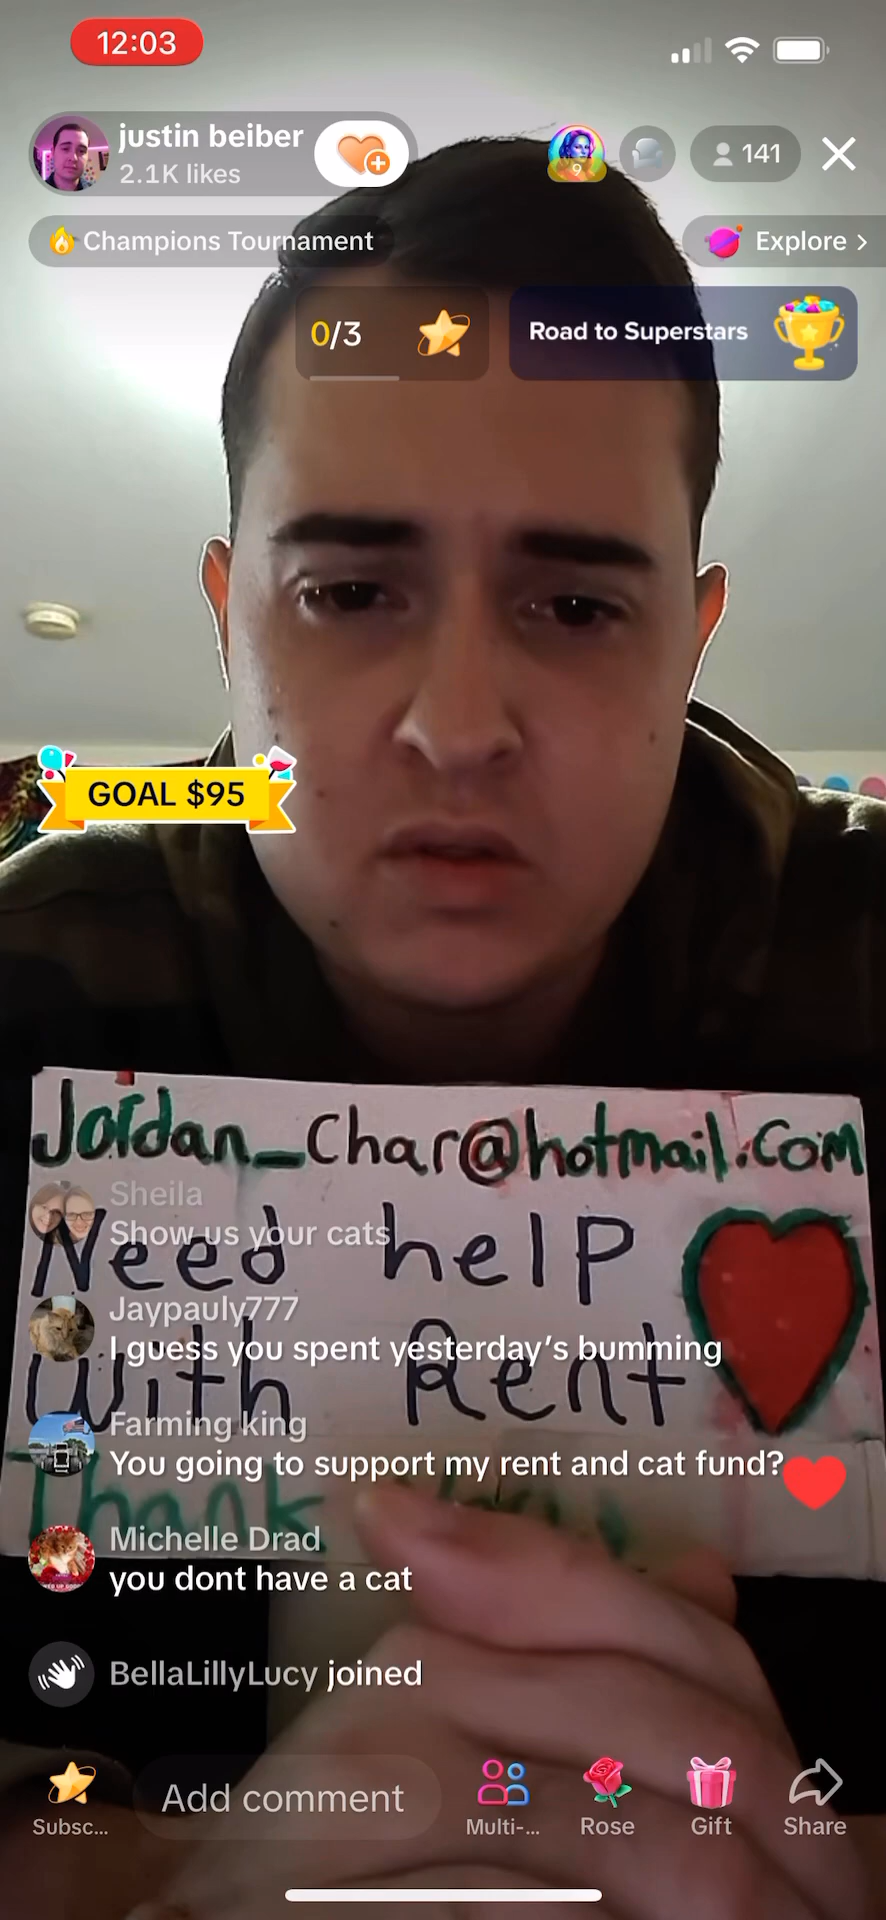 12:03
justin beiber
2.1K likes
9
141
Champions Tournament
Explore >
0/3
Road to Superstars
GOAL $95
Jordan_Char@hotmail.com
Need help
With Rent
Thank
Sheila
Show us your cats
Jaypauly777
I guess you spent yesterday’s bumming
Farming king
You going to support my rent and cat fund?
Michelle Drad
you dont have a cat
BellaLillyLucy joined
Subsc...
Add comment
Multi-...
Rose
Gift
Share